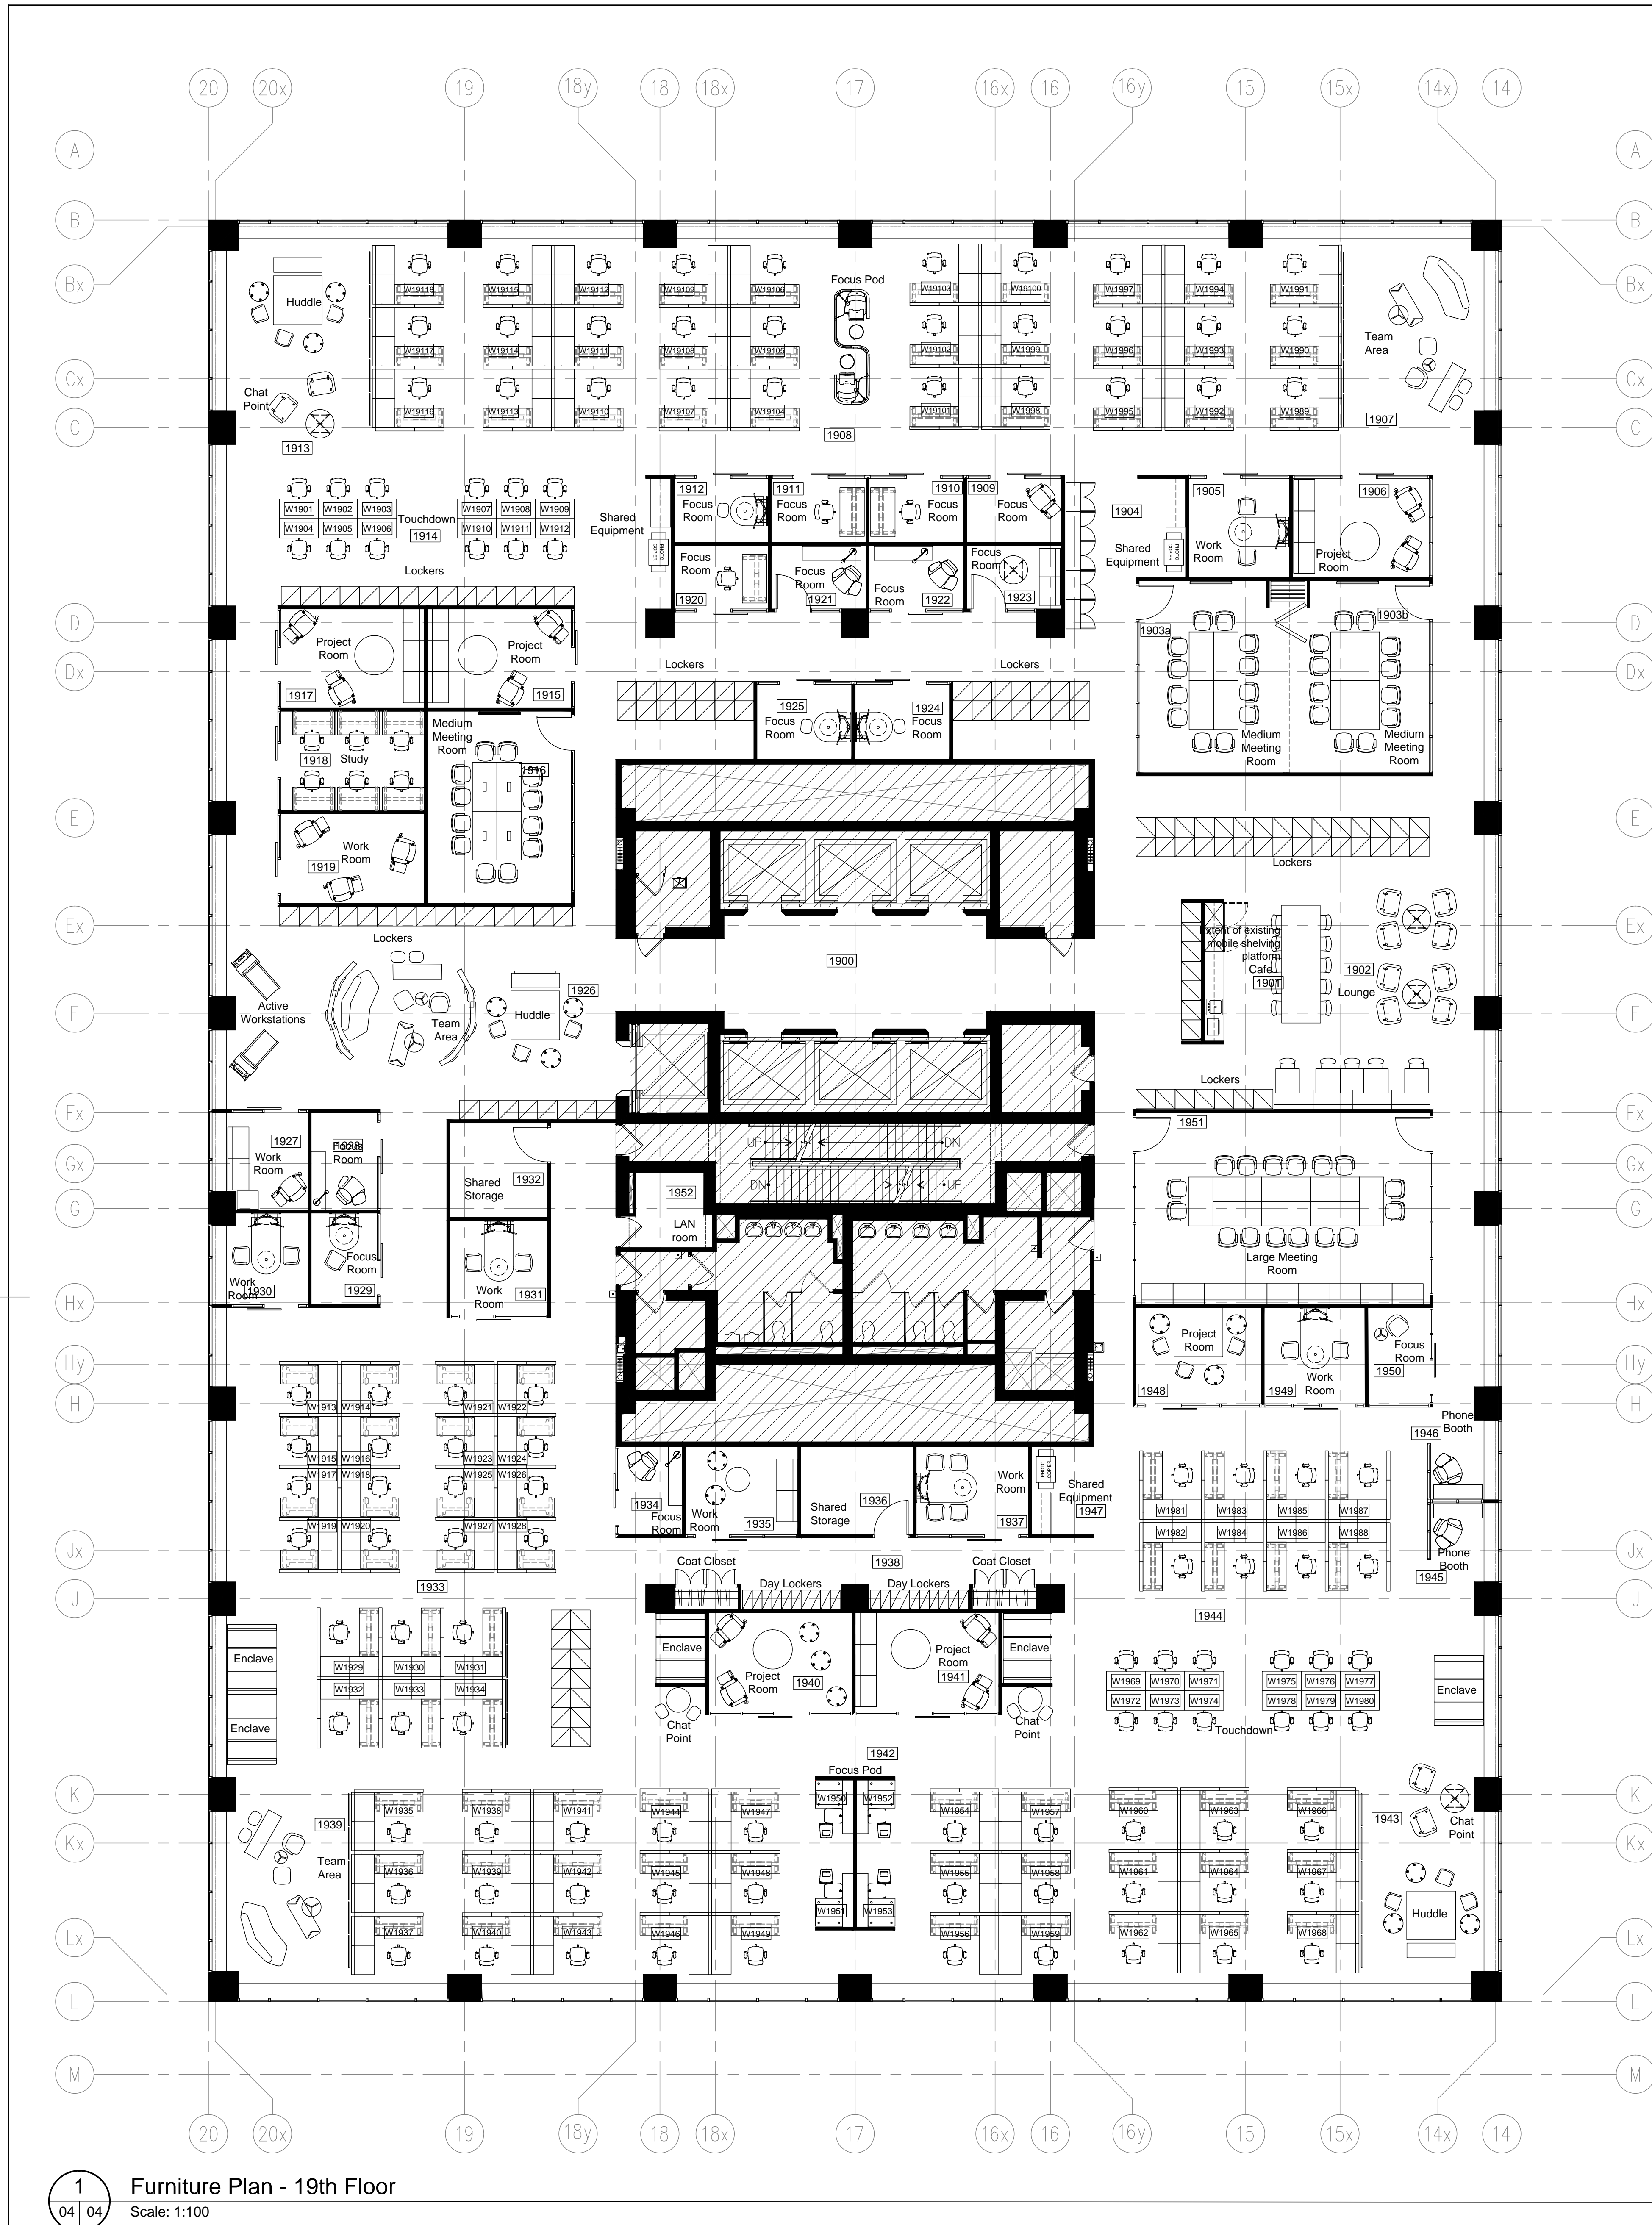 20 20x 19 18y 18 18x 17 16x 16 16y 15 15x 14x 14
A A
B B
Bx Bx
Focus Pod
Huddle
W19118 W19115 W19112 W19109 W19106 W19103 W19100 W1997 W1994 W1991
Team
Area
W19117 W19114 W19111 W19108 W19105 W19102 W1999 W1996 W1993 W1990
Cx Cx
Chat
Point
W19116 W19113 W19110 W19107 W19104 W19101 W1998 W1995 W1992 W1989
1907
C C
1908
1913
1912 1911 1910 1909 1905 1906
Focus
Room
Focus
Room
Focus
Room
Focus
Room
W1901 W1902 W1903 W1907 W1908 W1909
Touchdown
1914
W1904 W1905 W1906 W1910 W1911 W1912
Shared
Equipment
1904
PHOTO
COPIER
Shared
Equipment
PHOTO
COPIER
Work
Room
Project
Room
Lockers
Focus
Room
Focus
Room
Focus
Room
Focus
Room
1920 1921 1922 1923
D D
1903a 1903b
Project
Room
Project
Room
Lockers Lockers
Dx Dx
1917 1915
1925 1924
Focus
Room
Focus
Room
Medium
Meeting
Room
Medium
Meeting
Room
Medium
Meeting
Room
1918
Study
1916
E E
Work
Room
1919
Lockers
Ex Ex
Lockers
Extent of existing
mobile shelving
platform
Cafe
1901
1902
Lounge
1900
Active
Workstations
1926
Huddle
Team
Area
F F
Lockers
Fx Fx
1951
1927 1928
Work
Room
Focus
Room
UP DN
DN UP
Gx Gx
Shared
Storage
1932
1952
LAN
room
G G
Focus
Room
1929
Work
Room
1930
Work
Room
1931
Large Meeting
Room
Hx Hx
Project
Room
Focus
Room
Work
Room
1948 1949 1950
Hy Hy
H H
W1913 W1914 W1921 W1922
Phone
Booth
1946
W1915 W1916 W1923 W1924
W1917 W1918 W1925 W1926
1934
Focus
Room
Work
Room
1935
Shared
Storage
1936
Work
Room
1937
PHOTO
COPIER
Shared
Equipment
1947
W1981 W1983 W1985 W1987
W1919 W1920 W1927 W1928
W1982 W1984 W1986 W1988
Jx Jx
Coat Closet 1938 Coat Closet
Phone
Booth
1945
Day Lockers Day Lockers
1933
J J
1944
Enclave
Enclave Enclave
W1929 W1930 W1931
Project
Room
1940
Project
Room
1941
W1932 W1933 W1934
W1969 W1970 W1971 W1975 W1976 W1977
W1972 W1973 W1974 W1978 W1979 W1980
Enclave
Enclave
Chat
Point
Chat
Point
Touchdown
1942
Focus Pod
K K
W1950 W1952
W1935 W1938 W1941 W1944 W1947 W1954 W1957 W1960 W1963 W1966
1939 1943
Chat
Point
Kx Kx
Team
Area
W1936 W1939 W1942 W1945 W1948 W1955 W1958 W1961 W1964 W1967
W1951 W1953
Huddle
W1937 W1940 W1943 W1946 W1949 W1956 W1959 W1962 W1965 W1968
Lx Lx
L L
M M
20 20x 19 18y 18 18x 17 16x 16 16y 15 15x 14x 14
1
04 04
Furniture Plan - 19th Floor
Scale: 1:100